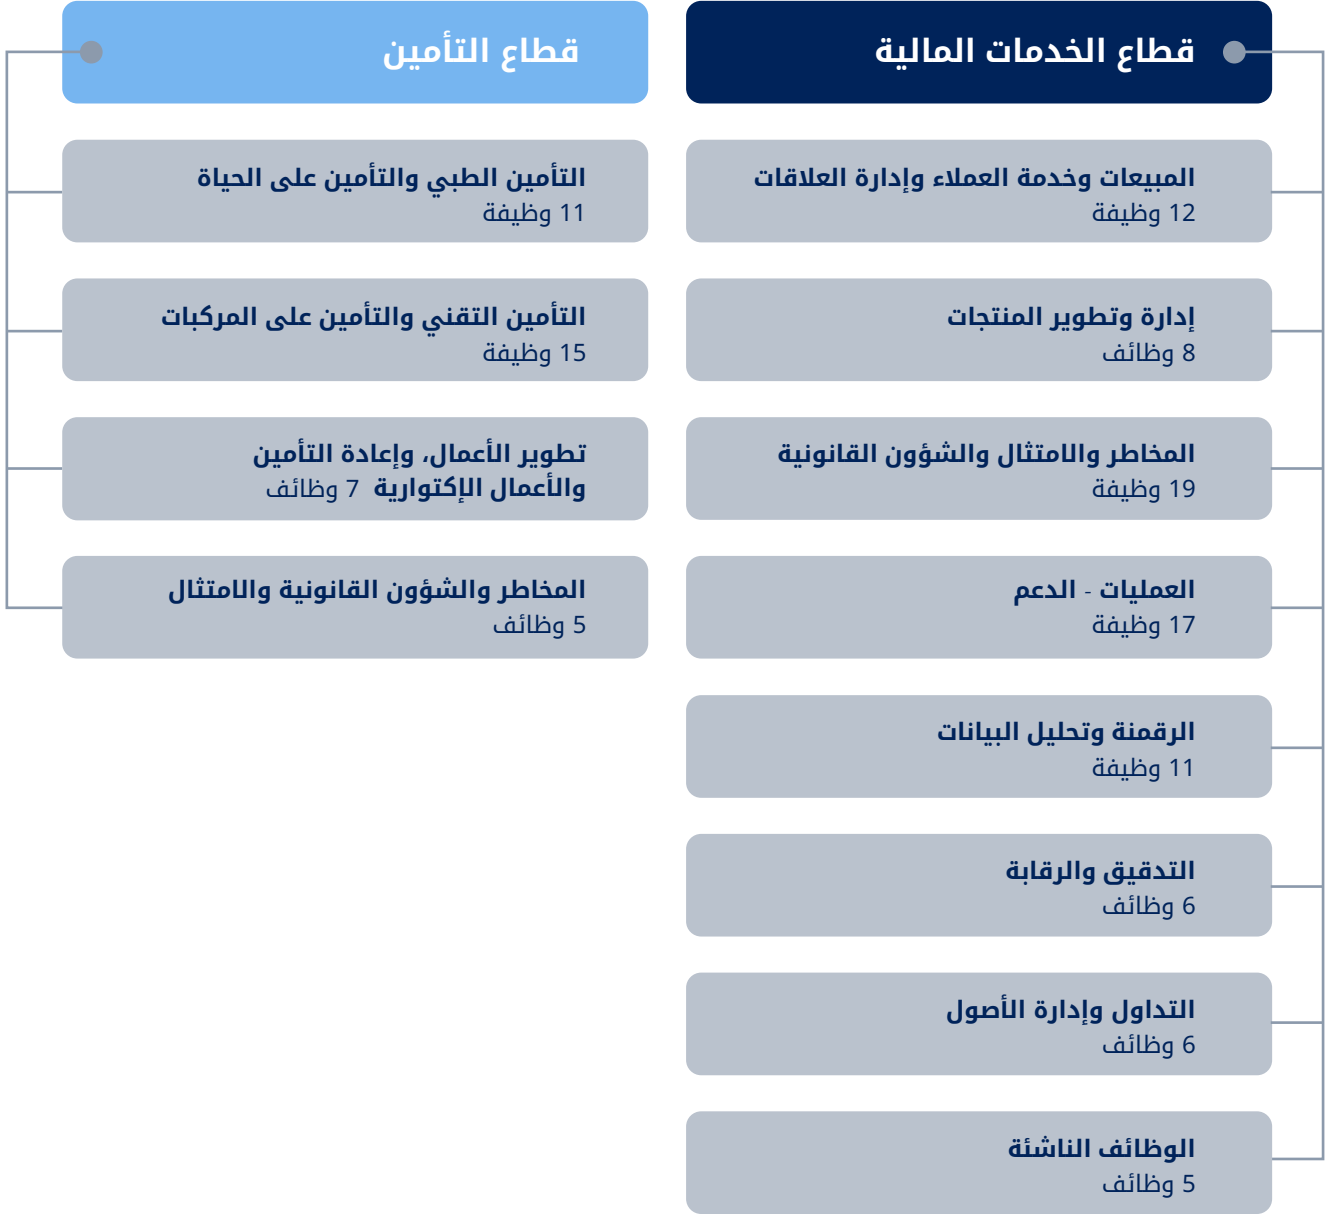 قطاع الخدمات المالية
المبيعات وخدمة العملاء وإدارة العلاقات
12 وظيفة
إدارة وتطوير المنتجات
8 وظائف
المخاطر والامتثال والشؤون القانونية
19 وظيفة
العمليات - الدعم
17 وظيفة
الرقمنة وتحليل البيانات
11 وظيفة
التدقيق والرقابة
6 وظائف
التداول وإدارة الأصول
6 وظائف
الوظائف الناشئة
5 وظائف
قطاع التأمين
التأمين الطبي والتأمين على الحياة
11 وظيفة
التأمين التقني والتأمين على المركبات
15 وظيفة
تطوير الأعمال، وإعادة التأمين
والأعمال الإكتوارية 7 وظائف
المخاطر والشؤون القانونية والامتثال
5 وظائف